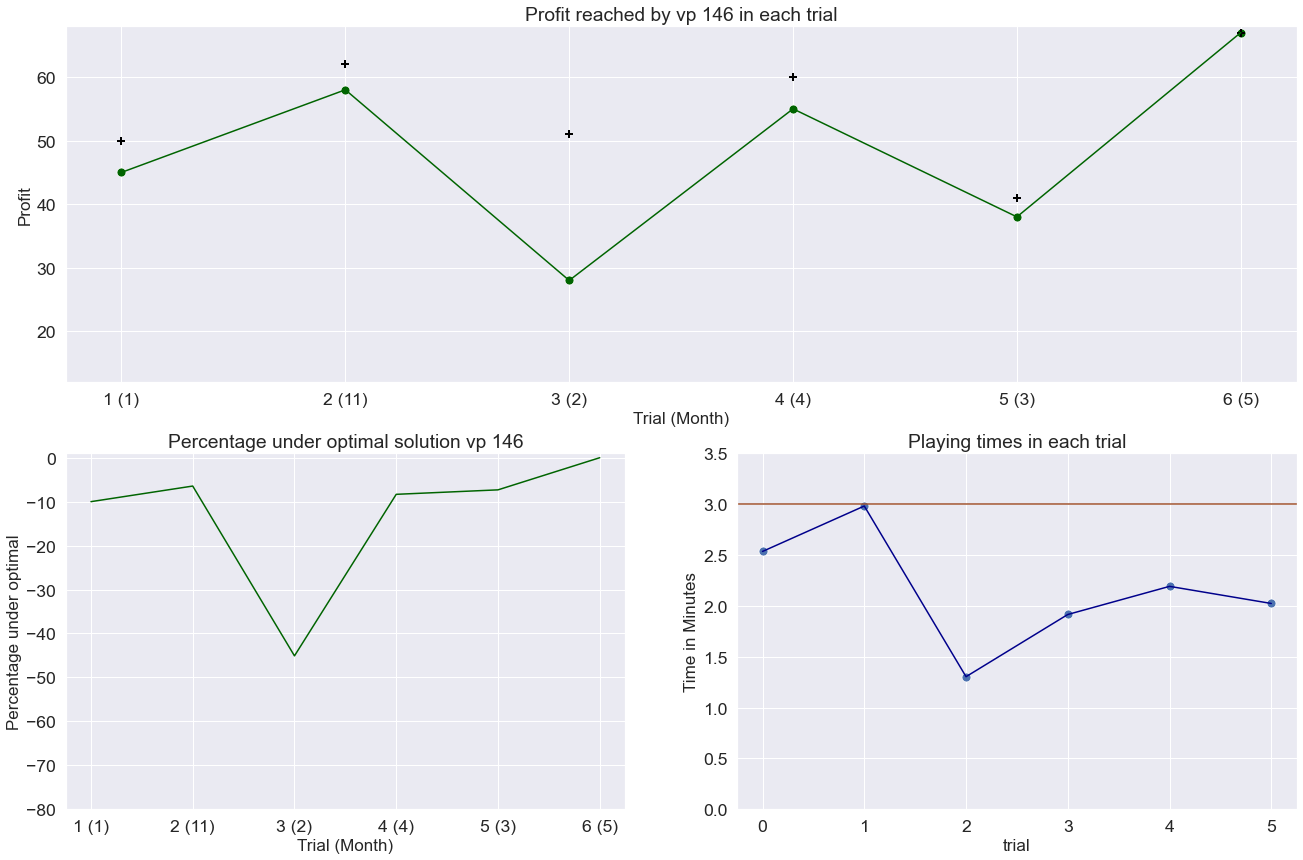 Profit reached by vp 146 in each trial
Profit
60
50
40
30
20
1 (1) 2 (11) 3 (2) 4 (4) 5 (3) 6 (5)
Trial (Month)
Percentage under optimal solution vp 146
Percentage under optimal
0
−10
−20
−30
−40
−50
−60
−70
−80
1 (1) 2 (11) 3 (2) 4 (4) 5 (3) 6 (5)
Trial (Month)
Playing times in each trial
Time in Minutes
3.5
3.0
2.5
2.0
1.5
1.0
0.5
0.0
0 1 2 3 4 5
trial